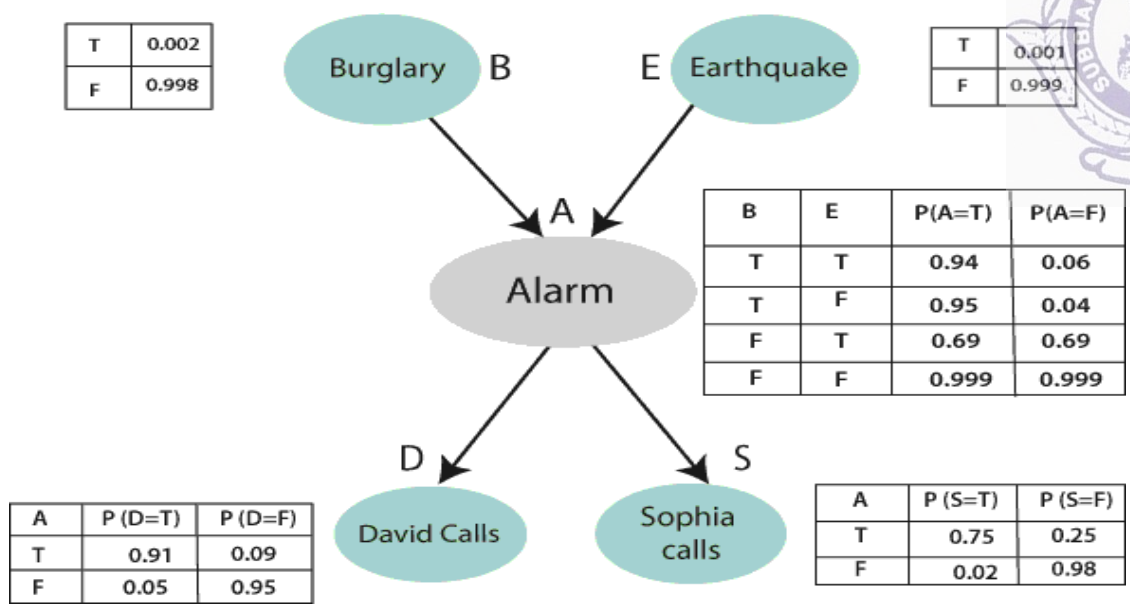 T 0.002
F 0.998
Burglary B
E Earthquake
T 0.001
F 0.999
SUBBIA
A
Alarm
B E P(A=T) P(A=F)
T T 0.94 0.06
T F 0.95 0.04
F T 0.69 0.69
F F 0.999 0.999
D
S
A P (D=T) P (D=F)
T 0.91 0.09
F 0.05 0.95
David Calls
Sophia
calls
A P (S=T) P (S=F)
T 0.75 0.25
F 0.02 0.98